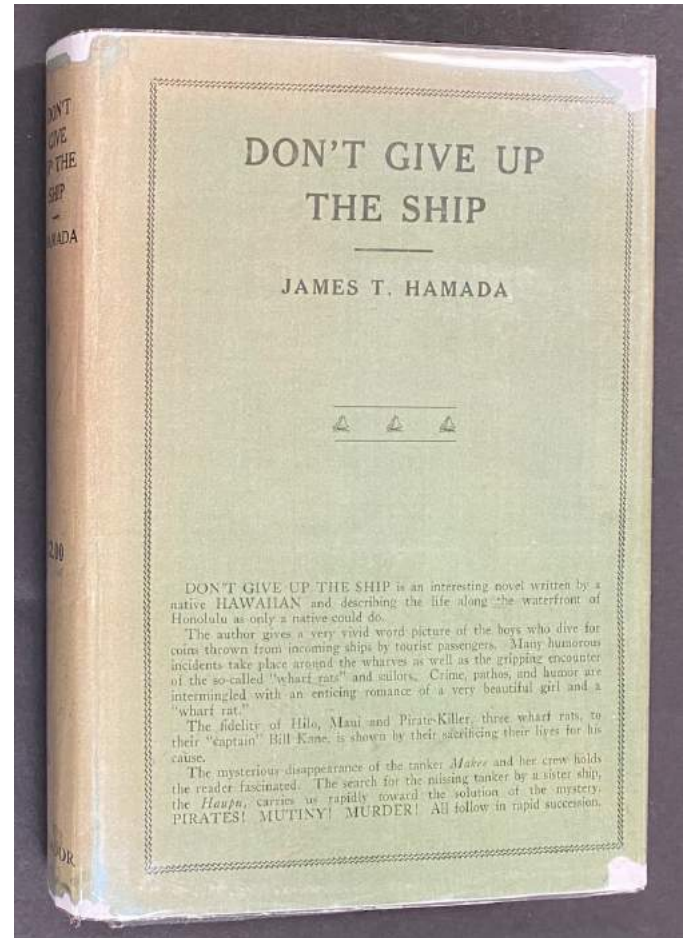 DON'T GIVE UP
THE SHIP
JAMES T. HAMADA
DON'T GIVE UP THE SHIP is an interesting novel written by a
native HAWAIIAN and describing the life along the waterfront of
Honolulu as only a native could do.
The author gives a very vivid word picture of the boys who dive for
coins thrown from incoming ships by tourist passengers. Many humorous
incidents take place around the wharves as well as the gripping encounter
of the so-called "wharf rats" and sailors. Crime, pathos, and humor are
intermingled with an enticing romance of a very beautiful girl and a
"wharf rat."
The fidelity of Hilo, Maui and Pirate-Killer, three wharf rats, to
their "captain" Bill Kane, is shown by their sacrificing their lives for his
cause.
The mysterious disappearance of the tanker Makee and her crew holds
the reader fascinated. The search for the missing tanker by a sister ship,
the Haupu, carries us rapidly toward the solution of the mystery.
PIRATES! MUTINY! MURDER! All follow in rapid succession.
DON'T
GIVE
UP THE
SHIP